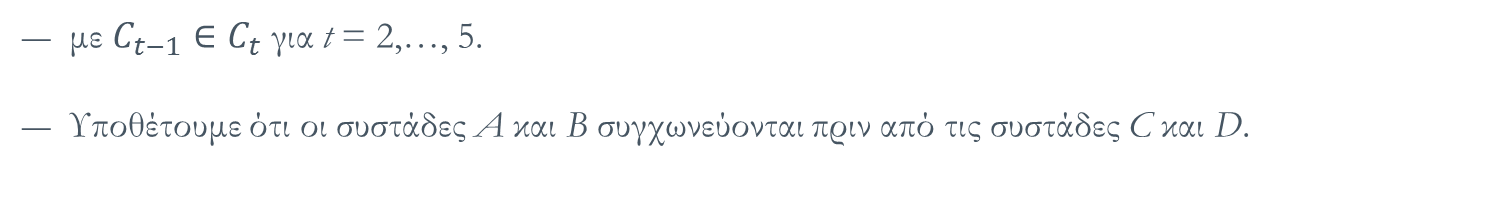 — με C_{t−1} ∈ C_t για t = 2,…, 5.
— Υποθέτουμε ότι οι συστάδες A και B συγχωνεύονται πριν από τις συστάδες C και D.